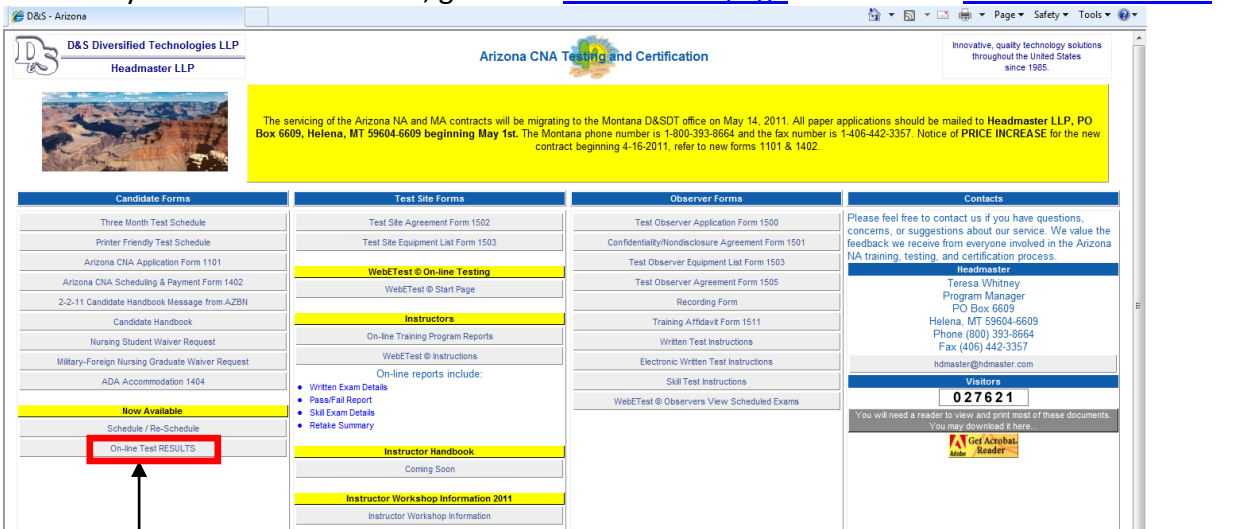 D&S - Arizona
Page Safety Tools
D&S Diversified Technologies LLP
Headmaster LLP
Arizona CNA Testing and Certification
Innovative, quality technology solutions
throughout the United States
since 1985.
The servicing of the Arizona NA and MA contracts will be migrating to the Montana D&SDT office on May 14, 2011. All paper applications should be mailed to Headmaster LLP, PO
Box 6609, Helena, MT 59604-6609 beginning May 1st. The Montana phone number is 1-800-393-8664 and the fax number is 1-406-442-3357. Notice of PRICE INCREASE for the new
contract beginning 4-16-2011, refer to new forms 1101 & 1402.
Candidate Forms
Three Month Test Schedule
Printer Friendly Test Schedule
Arizona CNA Application Form 1101
Arizona CNA Scheduling & Payment Form 1402
2-2-11 Candidate Handbook Message from AZBN
Candidate Handbook
Nursing Student Waiver Request
Military-Foreign Nursing Graduate Waiver Request
ADA Accommodation 1404
Now Available
Schedule / Re-Schedule
On-line Test RESULTS
Test Site Forms
Test Site Agreement Form 1502
Test Site Equipment List Form 1503
WebETest © On-line Testing
WebETest © Start Page
Instructors
On-line Training Program Reports
WebETest © Instructions
On-line reports include:
• Written Exam Details
• Pass/Fail Report
• Skill Exam Details
• Retake Summary
Instructor Handbook
Coming Soon
Instructor Workshop Information 2011
Instructor Workshop Information
Observer Forms
Test Observer Application Form 1500
Confidentiality/Nondisclosure Agreement Form 1501
Test Observer Equipment List Form 1503
Test Observer Agreement Form 1505
Recording Form
Training Affidavit Form 1511
Written Test Instructions
Electronic Written Test Instructions
Skill Test Instructions
WebETest © Observers View Scheduled Exams
Contacts
Please feel free to contact us if you have questions,
concerns, or suggestions about our service. We value the
feedback we receive from everyone involved in the Arizona
NA training, testing, and certification process.
Headmaster
Teresa Whitney
Program Manager
PO Box 6609
Helena, MT 59604-6609
Phone (800) 393-8664
Fax (406) 442-3357
hdmaster@hdmaster.com
Visitors
027621
You will need a reader to view and print most of these documents.
You may download it here...
Get Acrobat
Adobe Reader